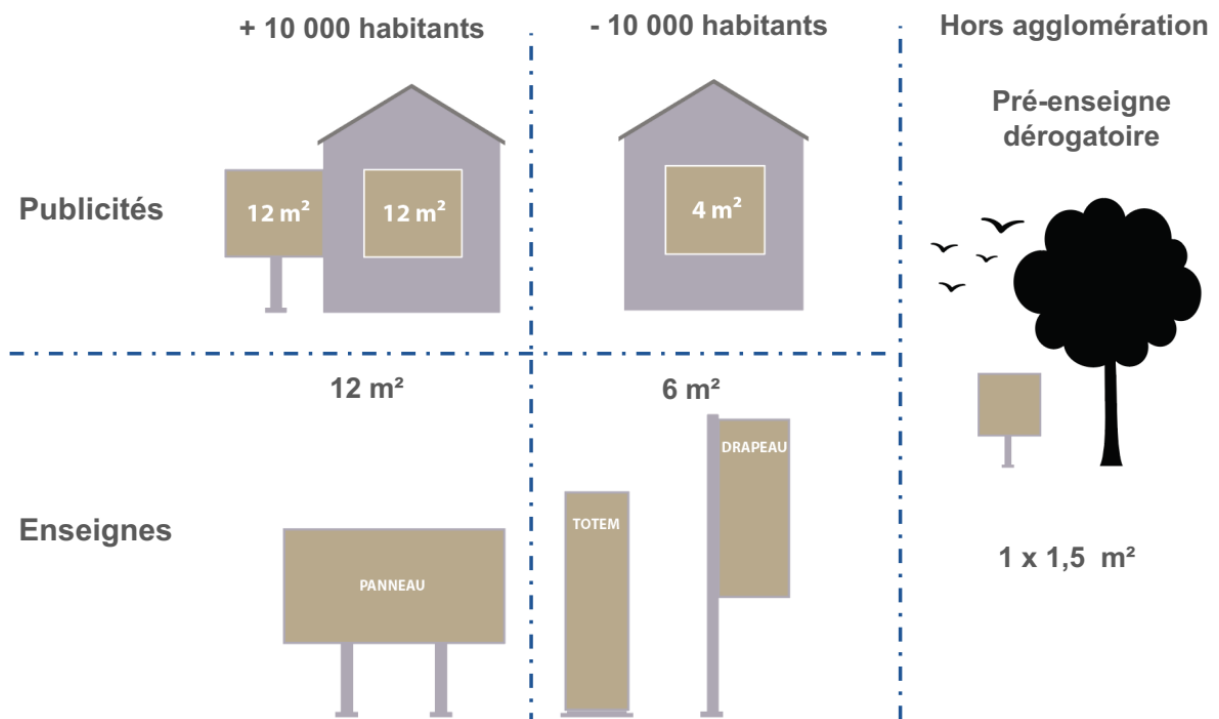 + 10 000 habitants
- 10 000 habitants
Hors agglomération
Pré-enseigne
dérogatoire
Publicités
12 m²
12 m²
4 m²
12 m²
6 m²
Enseignes
PANNEAU
TOTEM
DRAPEAU
1 x 1,5 m²